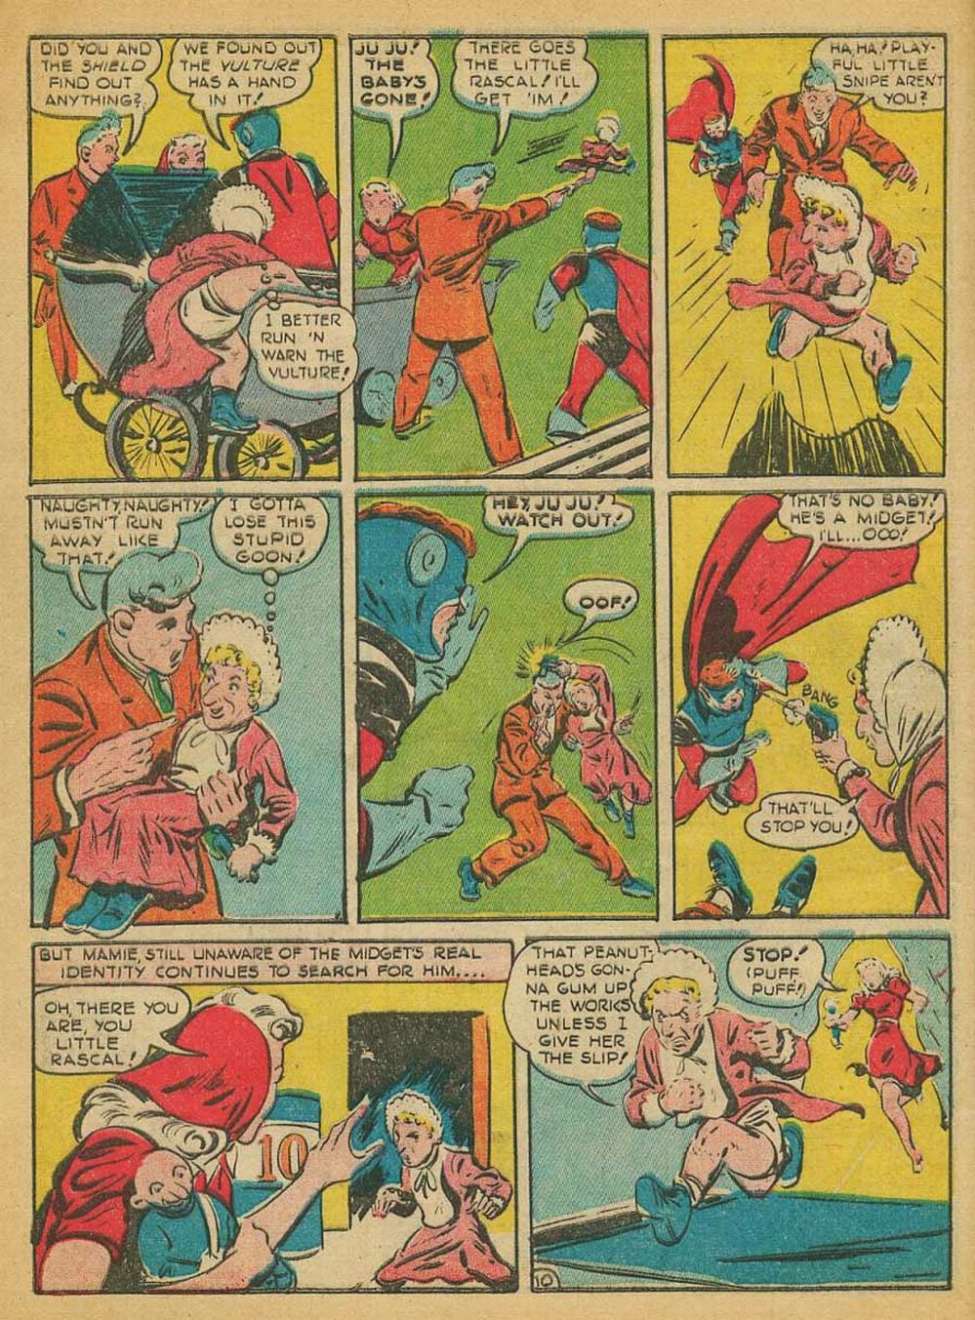 DID YOU AND
THE SHIELD
FIND OUT
ANYTHING?
WE FOUND OUT
THE VULTURE
HAS A HAND
IN IT!
I BETTER
RUN 'N
WARN THE
VULTURE!
JU JU!
THE
BABY'S
GONE!
THERE GOES
THE LITTLE
RASCAL! I'LL
GET 'IM!
HA, HA! PLAY-
FUL LITTLE
SNIPE AREN'T
YOU?
NAUGHTY, NAUGHTY!
MUSTN'T RUN
AWAY LIKE
THAT!
I GOTTA
LOSE THIS
STUPID
GOON!
HEY, JU JU!
WATCH OUT!
OOF!
THAT'S NO BABY!
HE'S A MIDGET!
I'LL...OOO!
BANG
THAT'LL
STOP YOU!
BUT MAMIE, STILL UNAWARE OF THE MIDGET'S REAL
IDENTITY CONTINUES TO SEARCH FOR HIM....
OH, THERE YOU
ARE, YOU
LITTLE
RASCAL!
10
THAT PEANUT-
HEAD'S GON-
NA GUM UP
THE WORKS
UNLESS I
GIVE HER
THE SLIP!
STOP!
(PUFF
PUFF!)
10